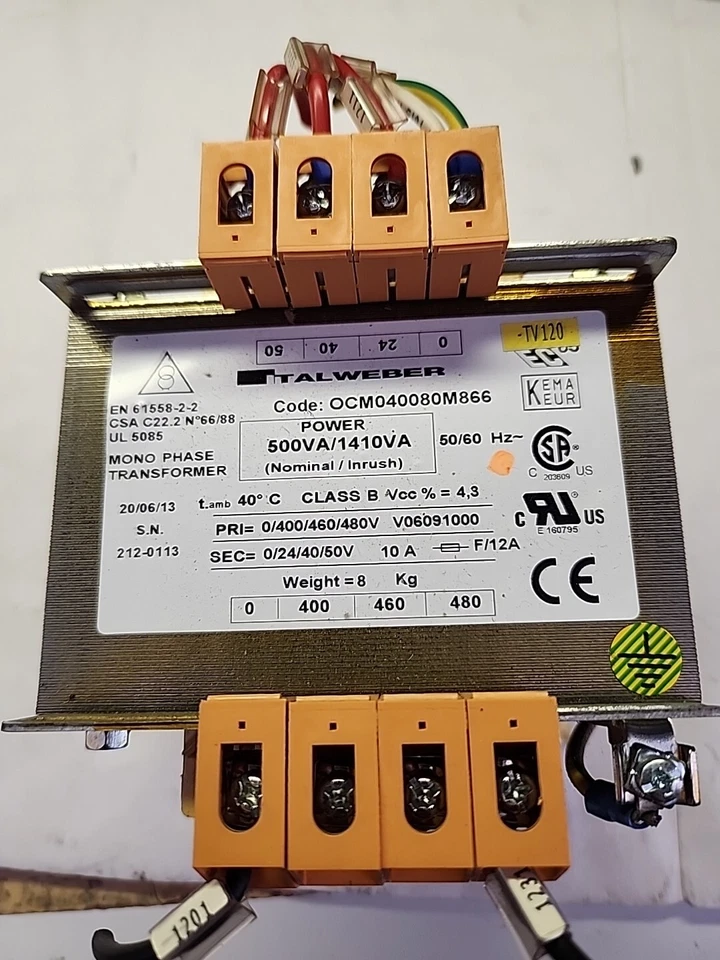 1221
50 40 24 0
-TV120
ITALWEBER
EN 61558-2-2
CSA C22.2 N°66/88
UL 5085
MONO PHASE
TRANSFORMER
Code: OCM040080M866
POWER
500VA/1410VA
(Nominal / Inrush)
50/60 Hz~
KEMA
EUR
C US
203609
20/06/13
S.N.
212-0113
t.amb 40° C CLASS B Vcc % = 4,3
PRI= 0/400/460/480V V06091000
SEC= 0/24/40/50V 10 A F/12A
Weight = 8 Kg
C US
E 160795
CE
0 400 460 480
1201
1231